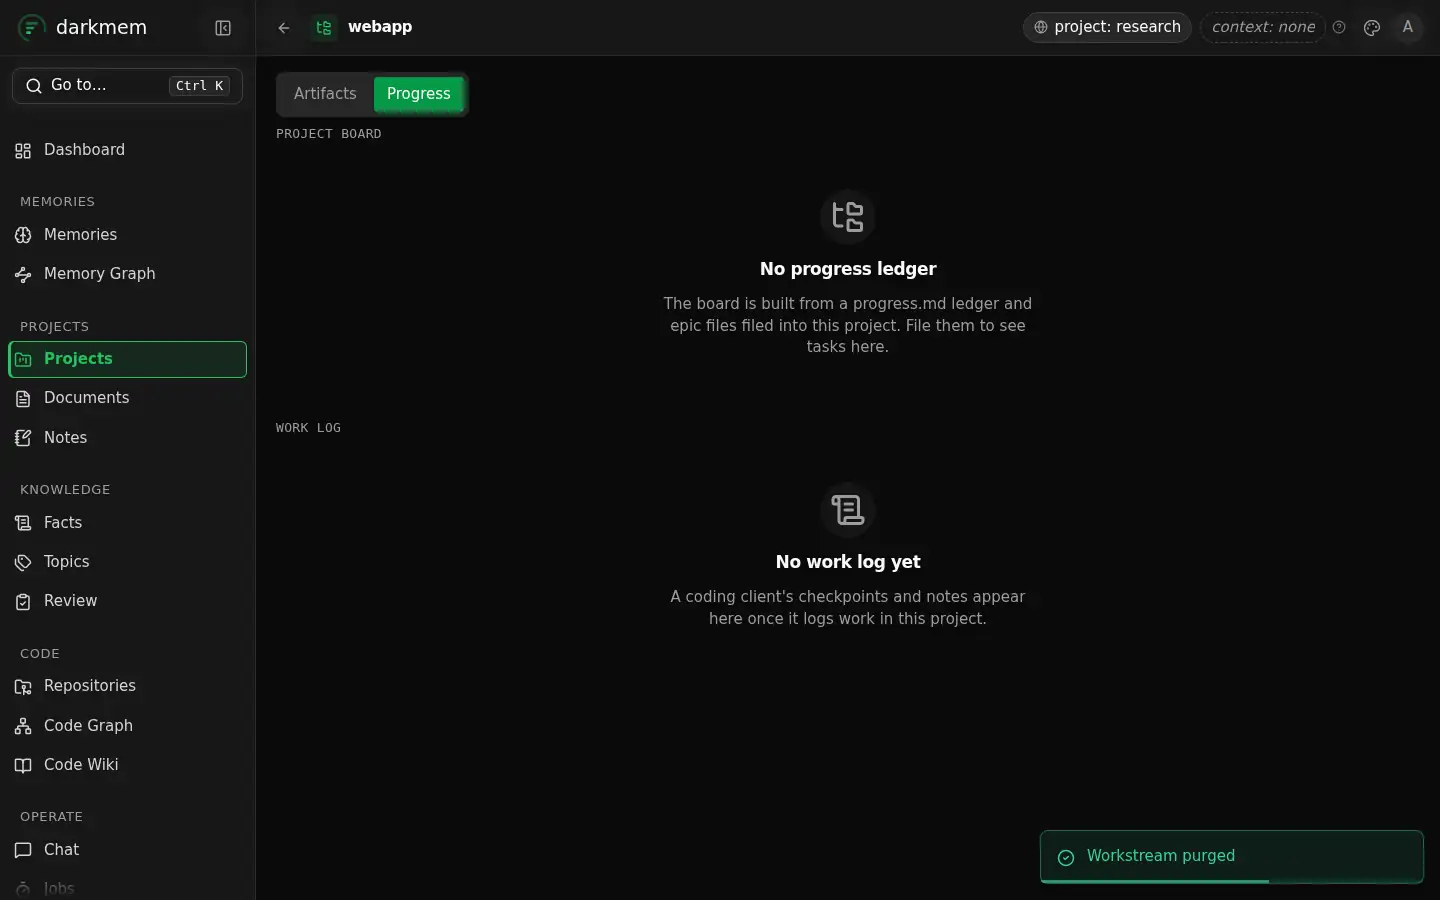 darkmem
webapp
project: research
context: none
A
Go to...
Ctrl K
Dashboard
MEMORIES
Memories
Memory Graph
PROJECTS
Projects
Documents
Notes
KNOWLEDGE
Facts
Topics
Review
CODE
Repositories
Code Graph
Code Wiki
OPERATE
Chat
Jobs
Artifacts
Progress
PROJECT BOARD
No progress ledger
The board is built from a progress.md ledger and
epic files filed into this project. File them to see
tasks here.
WORK LOG
No work log yet
A coding client's checkpoints and notes appear
here once it logs work in this project.
Workstream purged